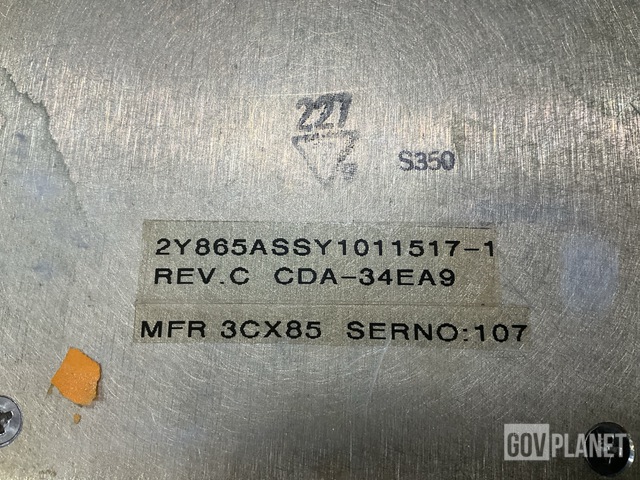 227
S350
2Y865ASSY1011517-1
REV.C CDA-34EA9
MFR 3CX85 SERNO:107
GOVPLANET